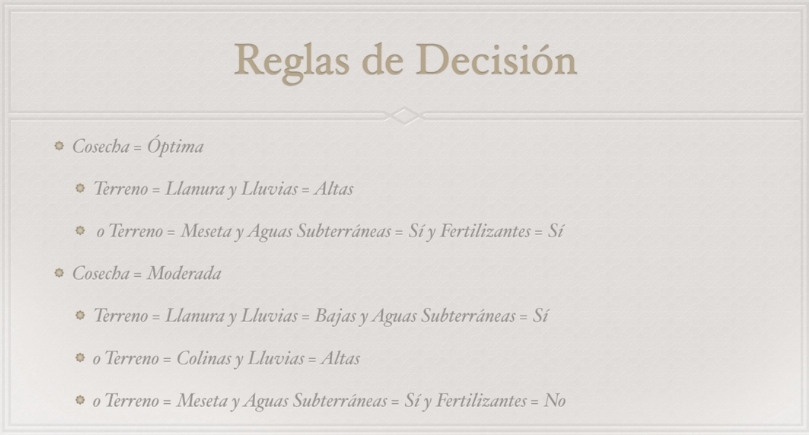 Reglas de Decisión
Cosecha = Óptima
Terreno = Llanura y Lluvias = Altas
o Terreno = Meseta y Aguas Subterráneas = Sí y Fertilizantes = Sí
Cosecha = Moderada
Terreno = Llanura y Lluvias = Bajas y Aguas Subterráneas = Sí
o Terreno = Colinas y Lluvias = Altas
o Terreno = Meseta y Aguas Subterráneas = Sí y Fertilizantes = No